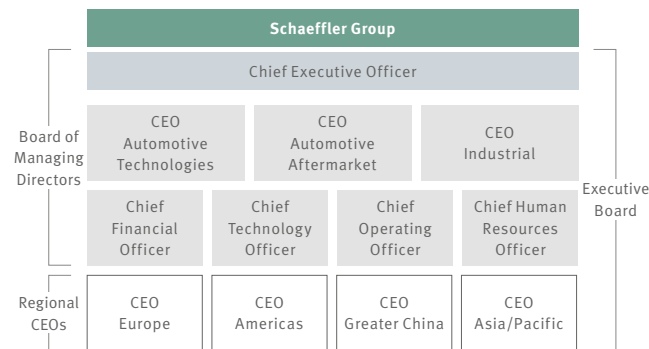 Schaeffler Group
Chief Executive Officer
Board of
Managing
Directors
CEO
Automotive
Technologies
CEO
Automotive
Aftermarket
CEO
Industrial
Executive
Board
Chief
Financial
Officer
Chief
Technology
Officer
Chief
Operating
Officer
Chief Human
Resources
Officer
Regional
CEOs
CEO
Europe
CEO
Americas
CEO
Greater China
CEO
Asia/Pacific